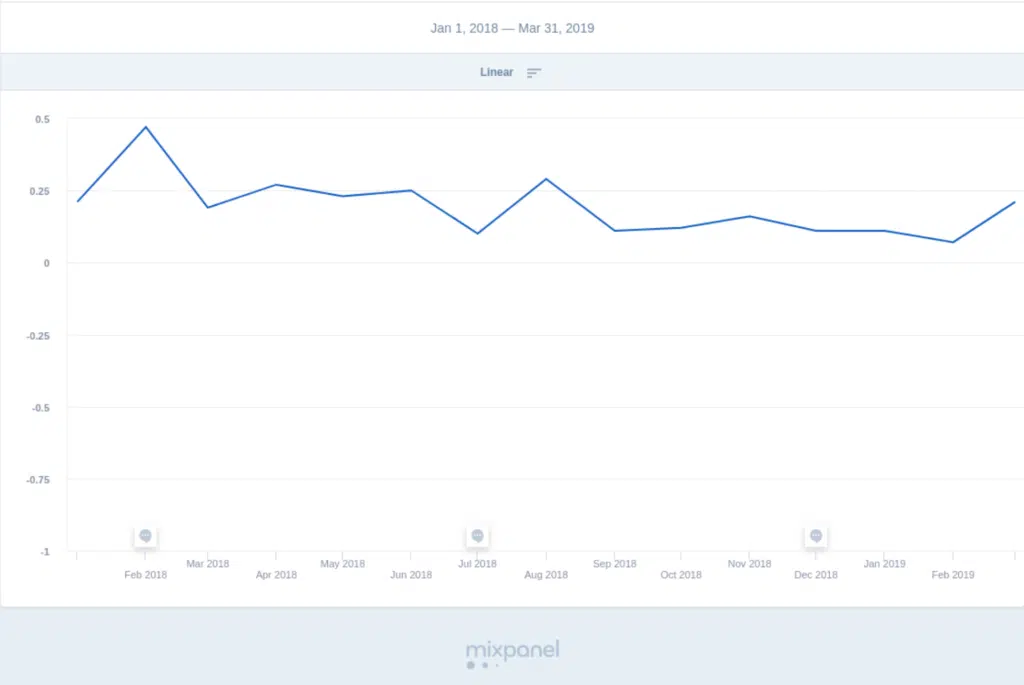 Jan 1, 2018 — Mar 31, 2019
Linear
0.5
0.25
0
-0.25
-0.5
-0.75
-1
Feb 2018
Mar 2018
Apr 2018
May 2018
Jun 2018
Jul 2018
Aug 2018
Sep 2018
Oct 2018
Nov 2018
Dec 2018
Jan 2019
Feb 2019
mixpanel